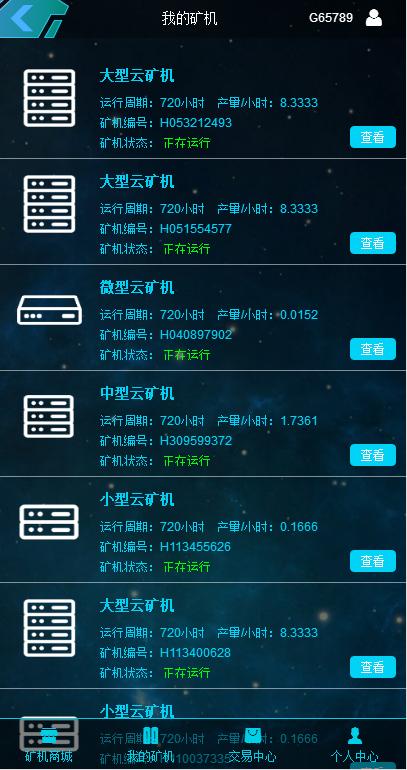 我的矿机
G65789
大型云矿机
运行周期：720小时 产量/小时：8.3333
矿机编号：H053212493
矿机状态：正在运行
查看
大型云矿机
运行周期：720小时 产量/小时：8.3333
矿机编号：H051554577
矿机状态：正在运行
查看
微型云矿机
运行周期：720小时 产量/小时：0.0152
矿机编号：H040897902
矿机状态：正在运行
查看
中型云矿机
运行周期：720小时 产量/小时：1.7361
矿机编号：H309599372
矿机状态：正在运行
查看
小型云矿机
运行周期：720小时 产量/小时：0.1666
矿机编号：H113455626
矿机状态：正在运行
查看
大型云矿机
运行周期：720小时 产量/小时：8.3333
矿机编号：H113400628
矿机状态：正在运行
查看
小型云矿机
运行周期：720小时 产量/小时：0.1666
矿机商城 我的矿机 交易中心 个人中心